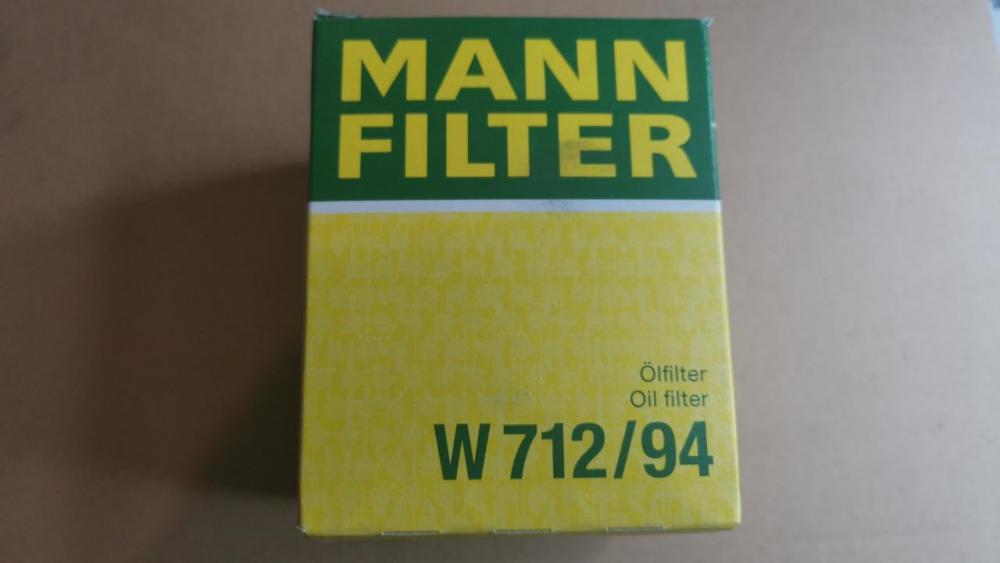 MANN
FILTER
Ölfilter
Oil filter
W 712/94